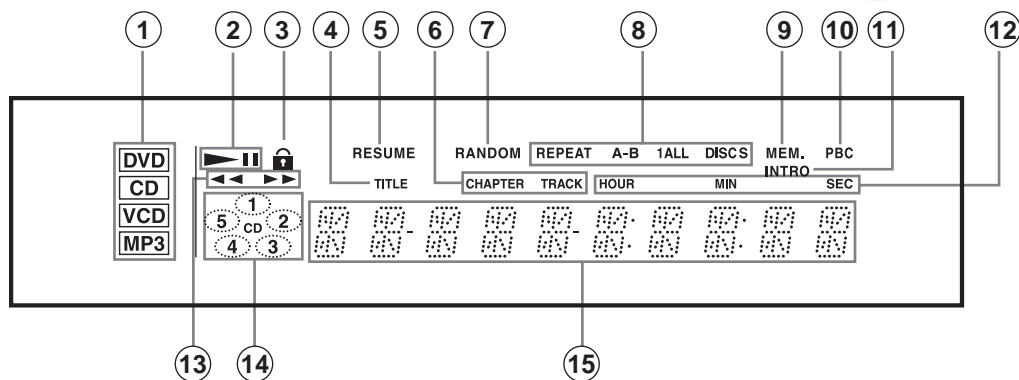 1 2 3 4 5 6 7 8 9 10 11 12
DVD RESUME RANDOM REPEAT A-B 1ALL DISCS MEM. PBC
INTRO
CD TITLE CHAPTER TRACK HOUR MIN SEC
VCD 1
5 CD 2
MP3 4 3
13 14 15